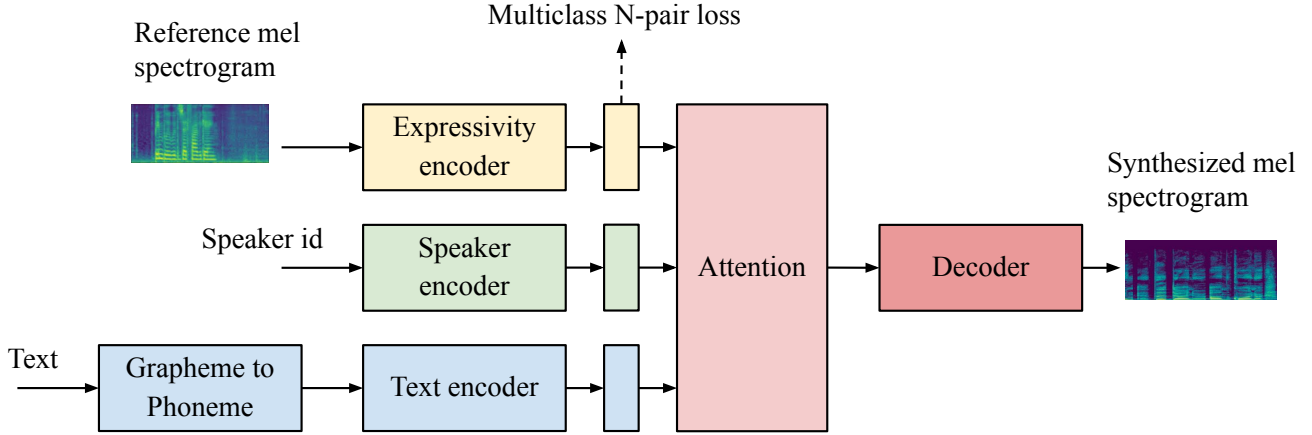 Multiclass N-pair loss
Reference mel
spectrogram
Expressivity
encoder
Synthesized mel
spectrogram
Speaker id
Speaker
encoder
Attention
Decoder
Text
Grapheme to
Phoneme
Text encoder